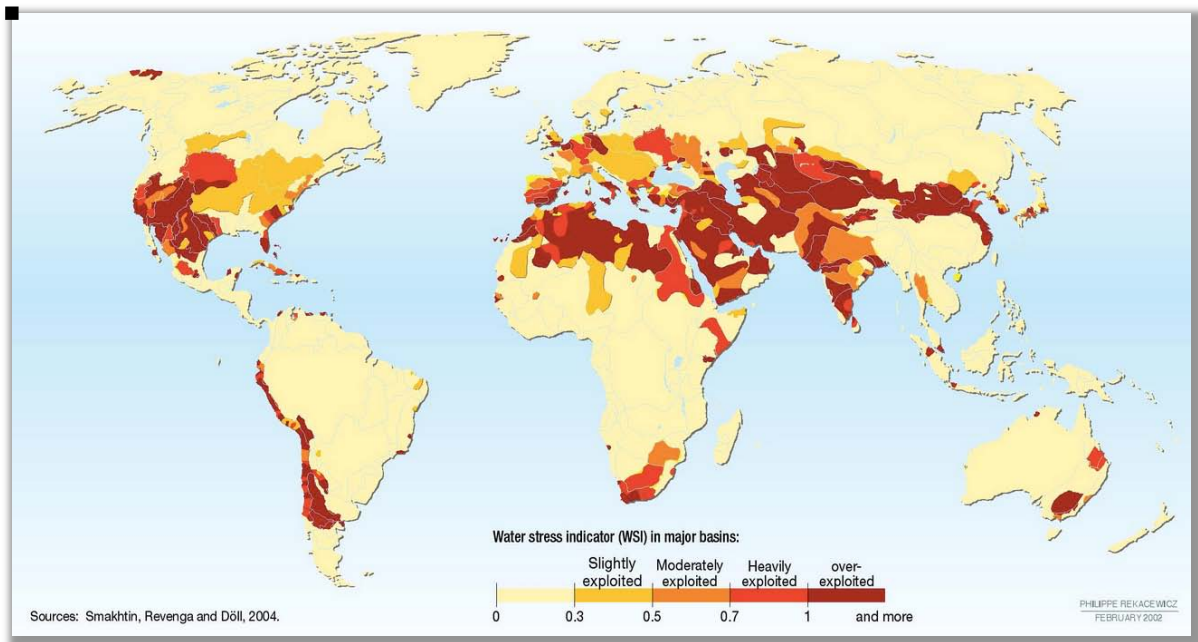 Water stress indicator (WSI) in major basins:
Slightly exploited
Moderately exploited
Heavily exploited
over-exploited
0 0.3 0.5 0.7 1 and more
Sources: Smakhtin, Revenga and Döll, 2004.
PHILIPPE REKACEWICZ
FEBRUARY 2002